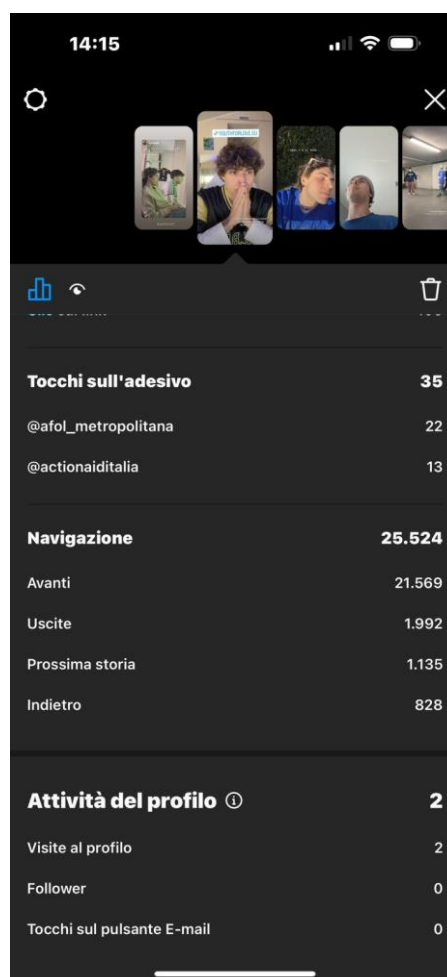 14:15
Tocchi sull'adesivo 35
@afol_metropolitana 22
@actionaiditalia 13
Navigazione 25.524
Avanti 21.569
Uscite 1.992
Prossima storia 1.135
Indietro 828
Attività del profilo 2
Visite al profilo 2
Follower 0
Tocchi sul pulsante E-mail 0